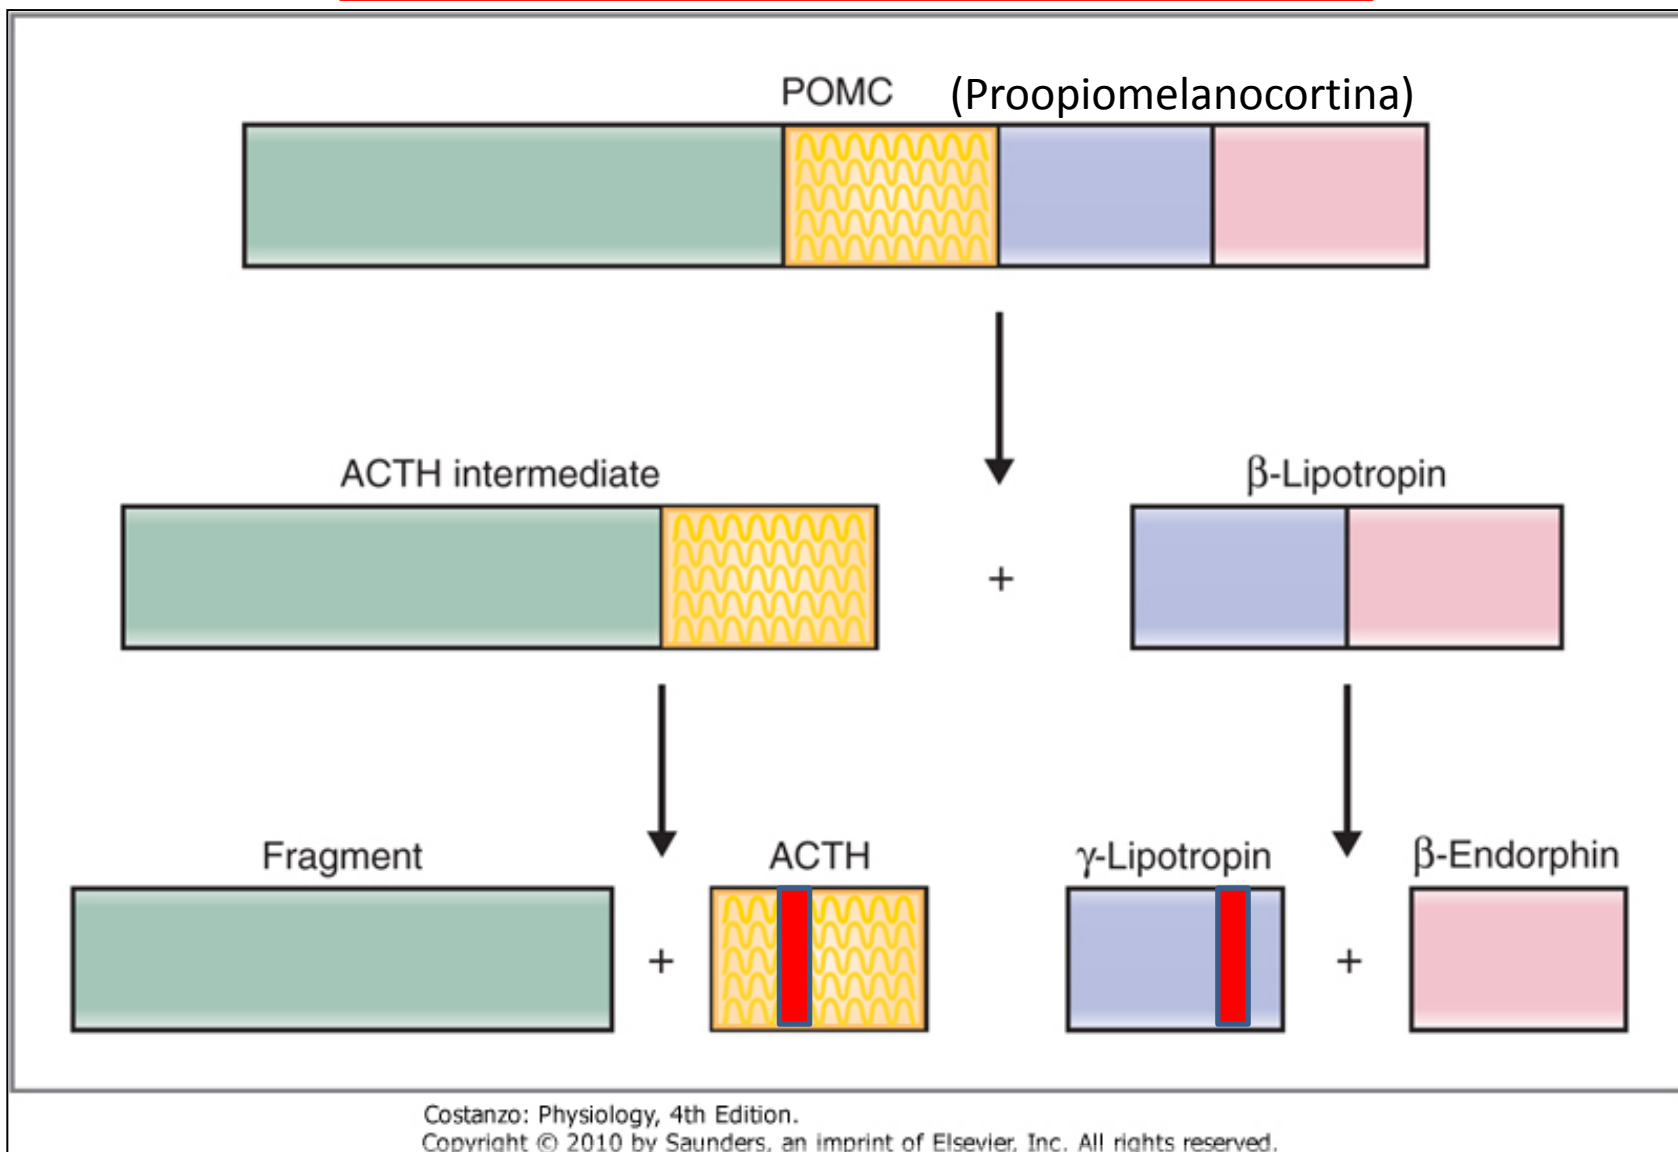 POMC (Proopiomelanocortina)
ACTH intermediate
β-Lipotropin
+
Fragment
ACTH
γ-Lipotropin
β-Endorphin
+
+
Costanzo: Physiology, 4th Edition.
Copyright © 2010 by Saunders, an imprint of Elsevier, Inc. All rights reserved.